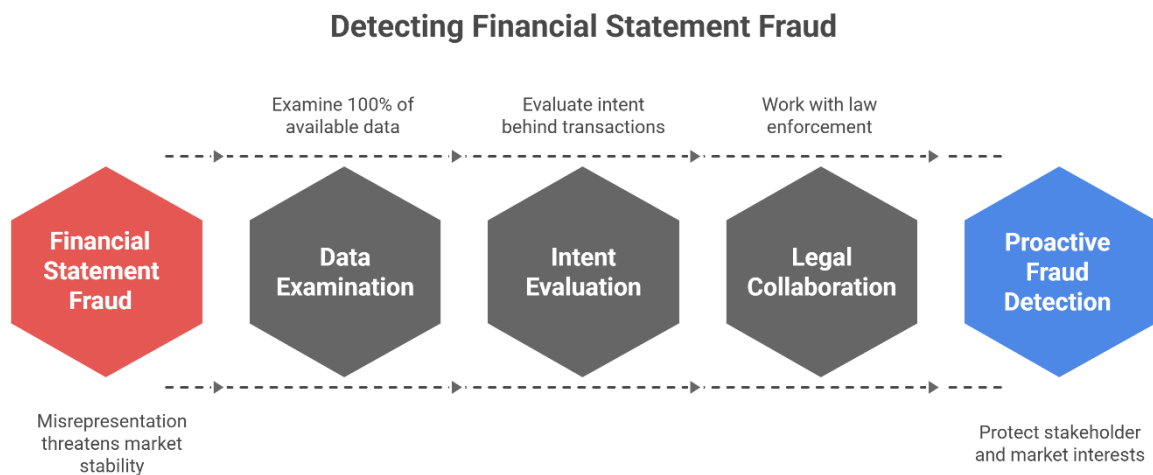 Detecting Financial Statement Fraud
Examine 100% of
available data
Evaluate intent
behind transactions
Work with law
enforcement
Financial
Statement
Fraud
Data
Examination
Intent
Evaluation
Legal
Collaboration
Proactive
Fraud
Detection
Misrepresentation
threatens market
stability
Protect stakeholder
and market interests